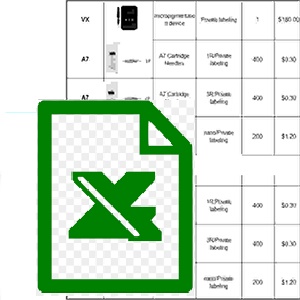 VX
micropigmentation
device
Private labeling
1
$180.00
A7
A7 Cartridge
Needles
1R/Private
labeling
400
$0.30
A7
A7 Cartridge
3R/Private
labeling
400
$0.30
nano/Private
labeling
200
$1.20
1R/Private
labeling
400
$0.30
3R/Private
labeling
400
$0.30
nano/Private
labeling
200
$1.20